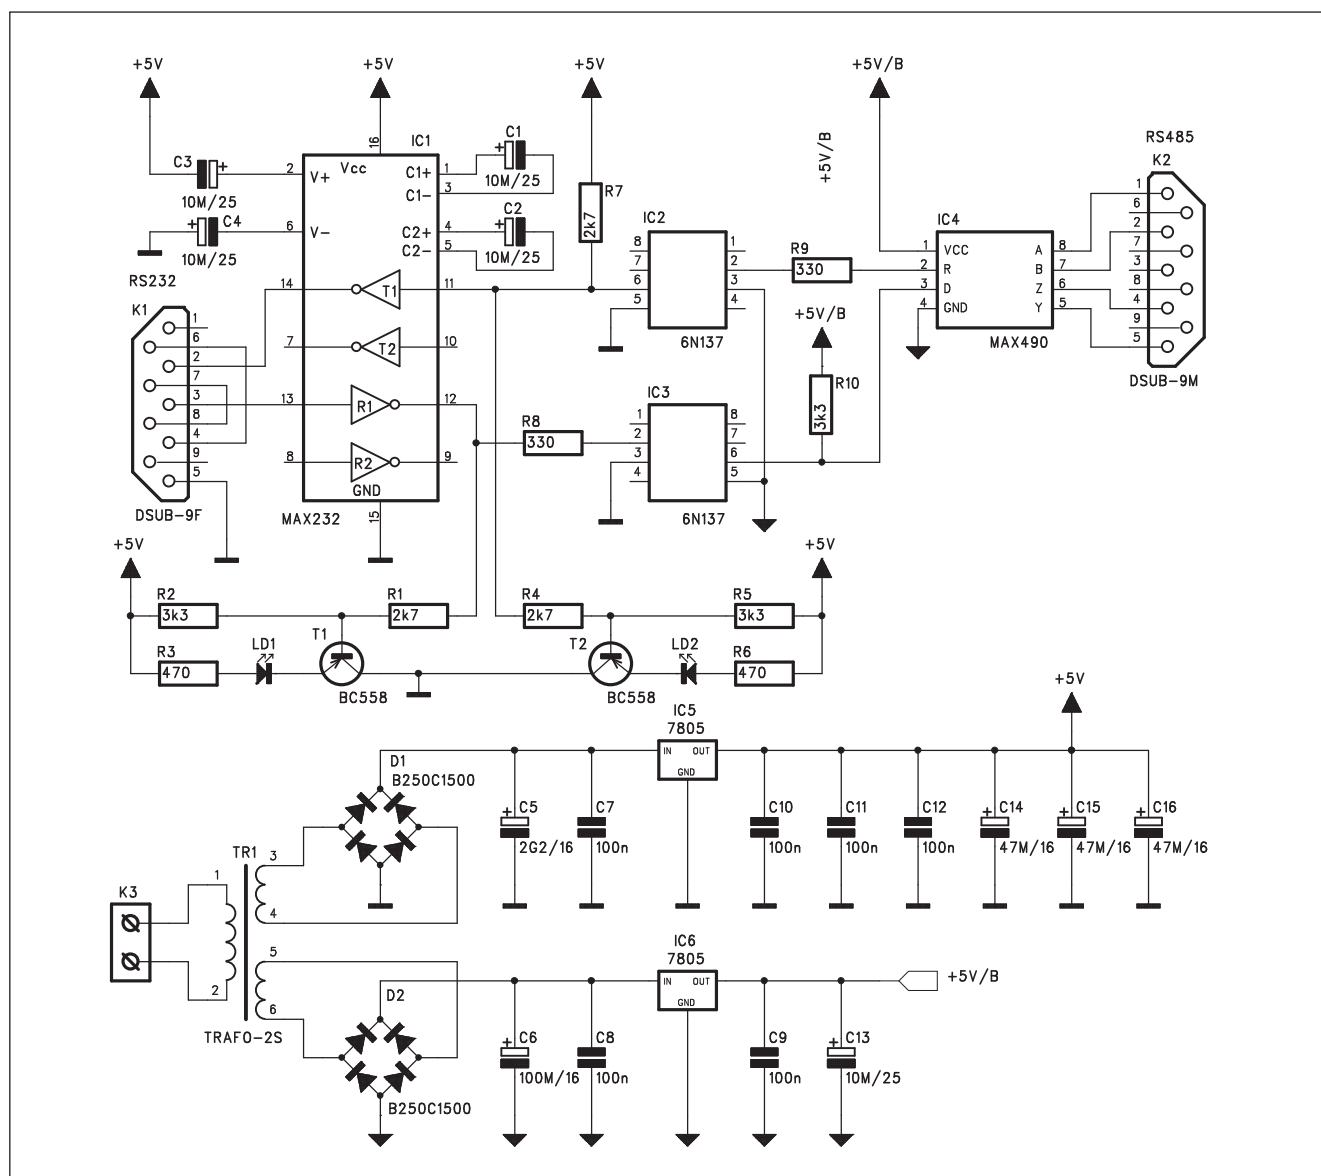 +5V
+5V
+5V
+5V/B
+5V/B
RS485
K2
C3
+
10M/25
+
C4
10M/25
RS232
K1
DSUB-9F
1
6
2
7
3
8
4
9
5
16
IC1
Vcc
2
V+
C1+
1
C1-
3
6
V-
C2+
4
C2-
5
14
T1
11
7
T2
10
13
R1
12
8
R2
9
GND
MAX232
15
+
C1
10M/25
+
C2
10M/25
R7
2k7
IC2
8
7
6
5
1
2
3
4
6N137
R9
330
+5V/B
R10
3k3
IC3
1
2
3
4
8
7
6
5
6N137
R8
330
IC4
1
VCC
A
8
2
R
B
7
3
D
Z
6
4
GND
Y
5
MAX490
1
6
2
7
3
8
4
9
5
DSUB-9M
+5V
R2
3k3
R1
2k7
R4
2k7
R5
3k3
+5V
R3
470
LD1
T1
BC558
T2
BC558
LD2
R6
470
IC5
7805
IN
OUT
GND
+5V
D1
B250C1500
+
C5
2G2/16
C7
100n
C10
100n
C11
100n
C12
100n
+
C14
47M/16
+
C15
47M/16
+
C16
47M/16
K3
TR1
1
2
3
4
5
6
TRAFO-2S
IC6
7805
IN
OUT
GND
+5V/B
D2
B250C1500
+
C6
100M/16
C8
100n
C9
100n
+
C13
10M/25